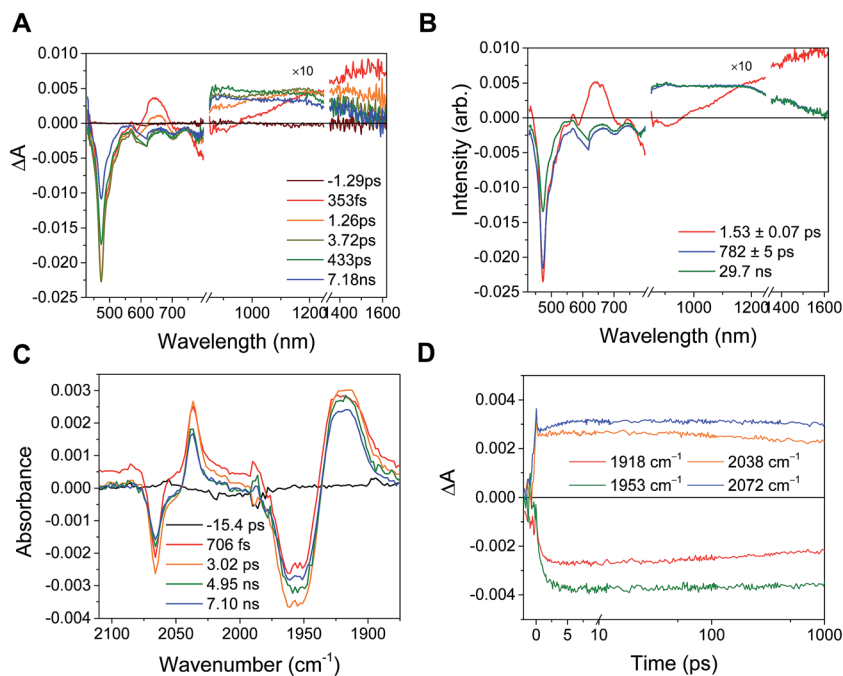 A
0.010
0.005
0.000
-0.005
-0.010
-0.015
-0.020
-0.025
ΔA
×10
-1.29ps
353fs
1.26ps
3.72ps
433ps
7.18ns
500 600 700 1000 1200 1400 1600
Wavelength (nm)
B
0.010
0.005
0.000
-0.005
-0.010
-0.015
-0.020
-0.025
Intensity (arb.)
×10
1.53 ± 0.07 ps
782 ± 5 ps
29.7 ns
500 600 700 1000 1200 1400 1600
Wavelength (nm)
C
0.003
0.002
0.001
0.000
-0.001
-0.002
-0.003
-0.004
Absorbance
-15.4 ps
706 fs
3.02 ps
4.95 ns
7.10 ns
2100 2050 2000 1950 1900
Wavenumber (cm⁻¹)
D
0.004
0.002
0.000
-0.002
-0.004
ΔA
1918 cm⁻¹ 2038 cm⁻¹
1953 cm⁻¹ 2072 cm⁻¹
0 5 10 100 1000
Time (ps)